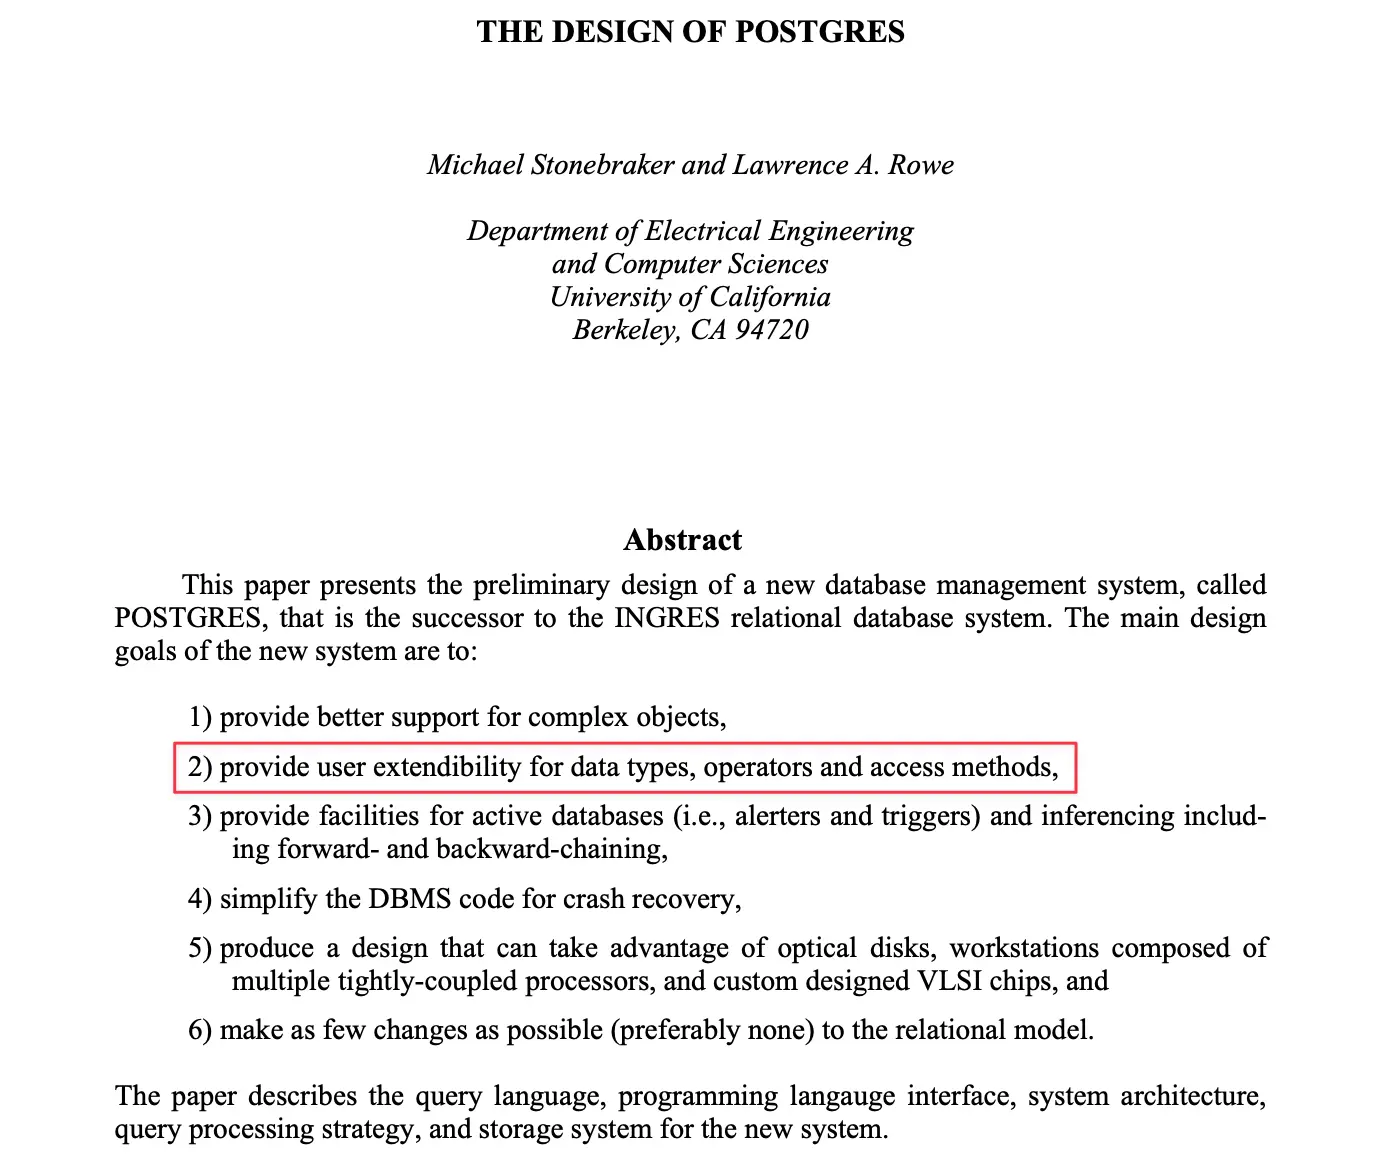 THE DESIGN OF POSTGRES
Michael Stonebraker and Lawrence A. Rowe
Department of Electrical Engineering
and Computer Sciences
University of California
Berkeley, CA 94720
Abstract
This paper presents the preliminary design of a new database management system, called
POSTGRES, that is the successor to the INGRES relational database system. The main design
goals of the new system are to:
1) provide better support for complex objects,
2) provide user extendibility for data types, operators and access methods,
3) provide facilities for active databases (i.e., alerters and triggers) and inferencing includ-
ing forward- and backward-chaining,
4) simplify the DBMS code for crash recovery,
5) produce a design that can take advantage of optical disks, workstations composed of
multiple tightly-coupled processors, and custom designed VLSI chips, and
6) make as few changes as possible (preferably none) to the relational model.
The paper describes the query language, programming langauge interface, system architecture,
query processing strategy, and storage system for the new system.